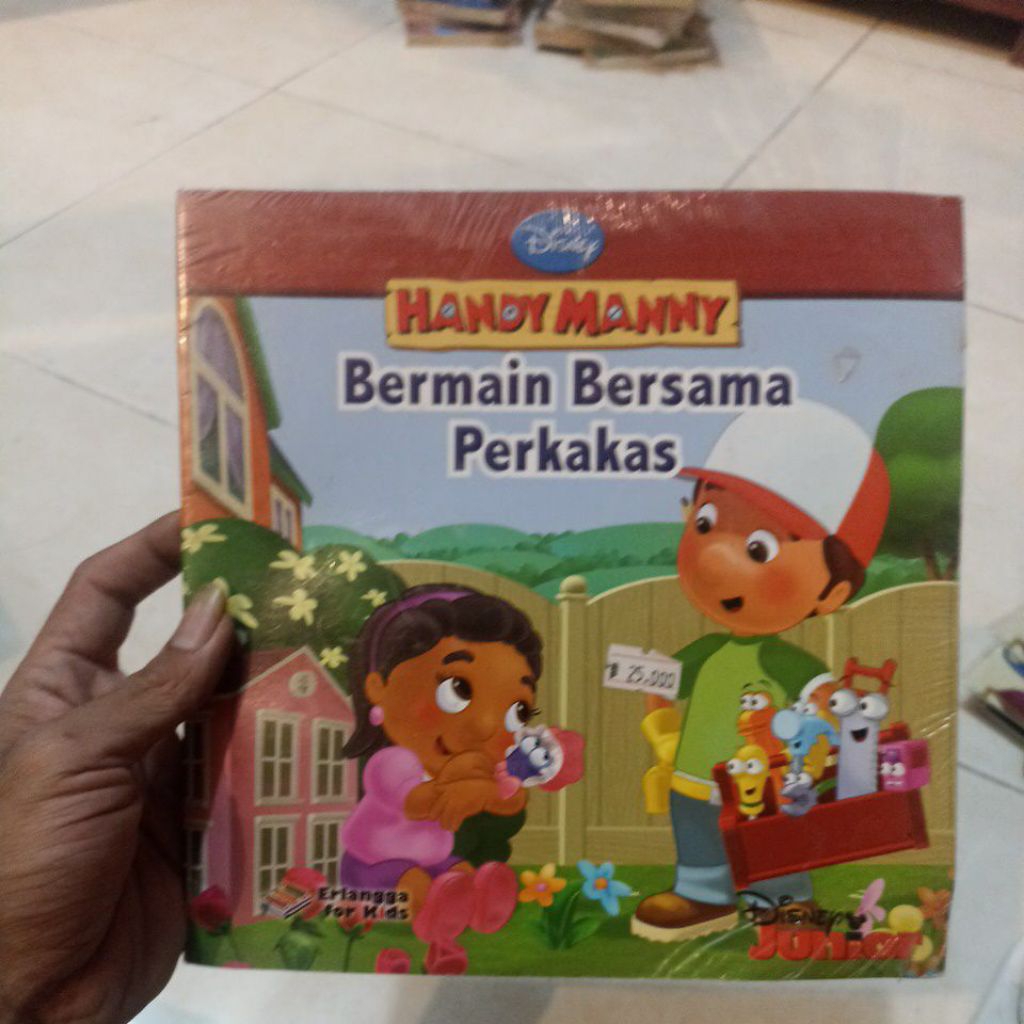 Disney
HANDY MANNY
Bermain Bersama
Perkakas
25.000
Erlangga
for Kids
Disney
Junior